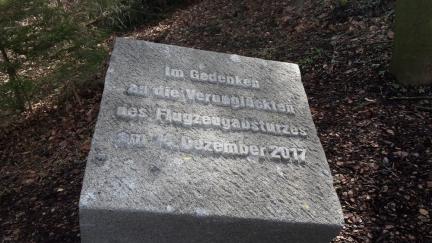 Im Gedenken
an die Verunglückten
des Flugzeugabsturzes
am Dezember 2017